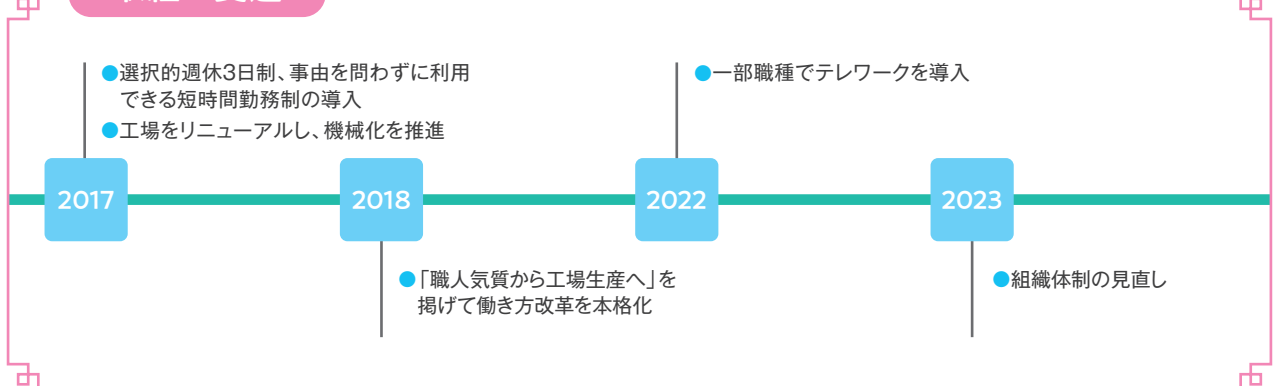 ●選択的週休3日制、事由を問わずに利用
できる短時間勤務制の導入
●工場をリニューアルし、機械化を推進
●一部職種でテレワークを導入
2017
2018
2022
2023
●「職人気質から工場生産へ」を
掲げて働き方改革を本格化
●組織体制の見直し